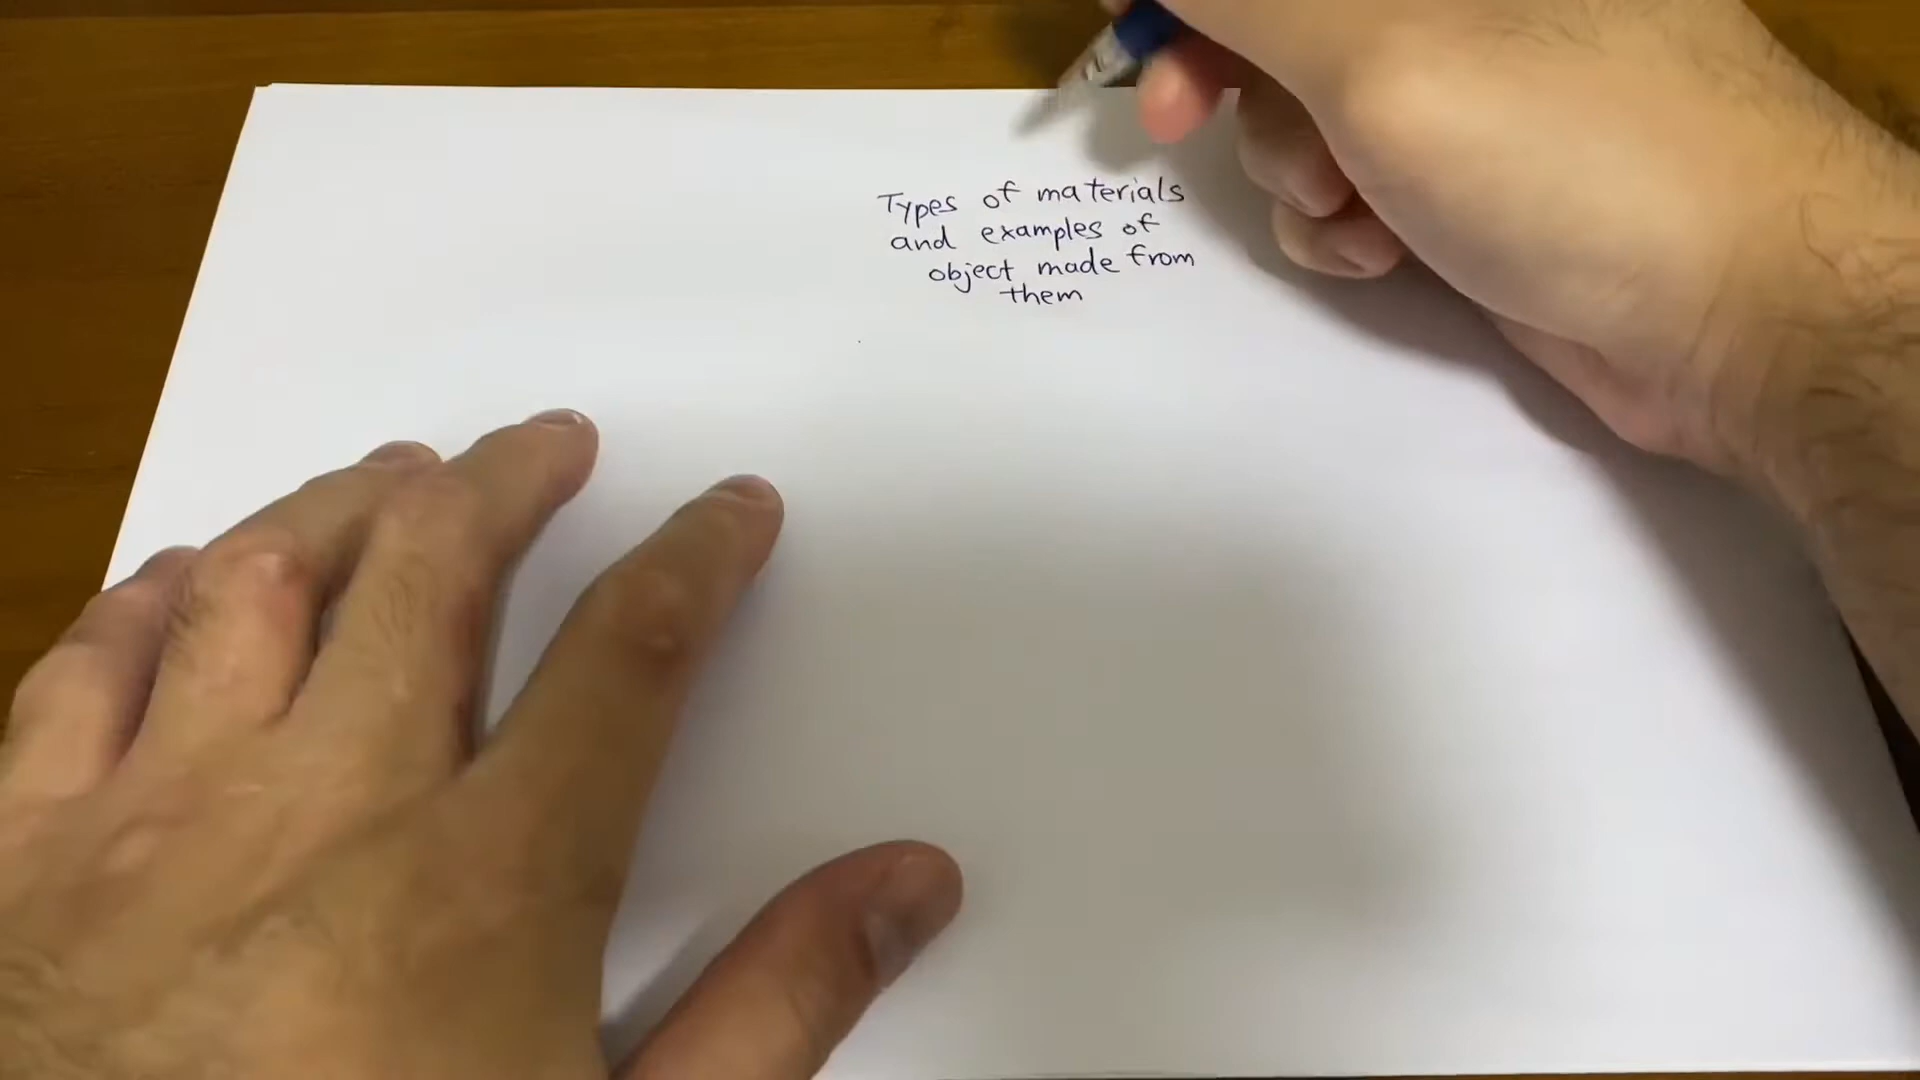 Types of materials
and examples of
object made from
them